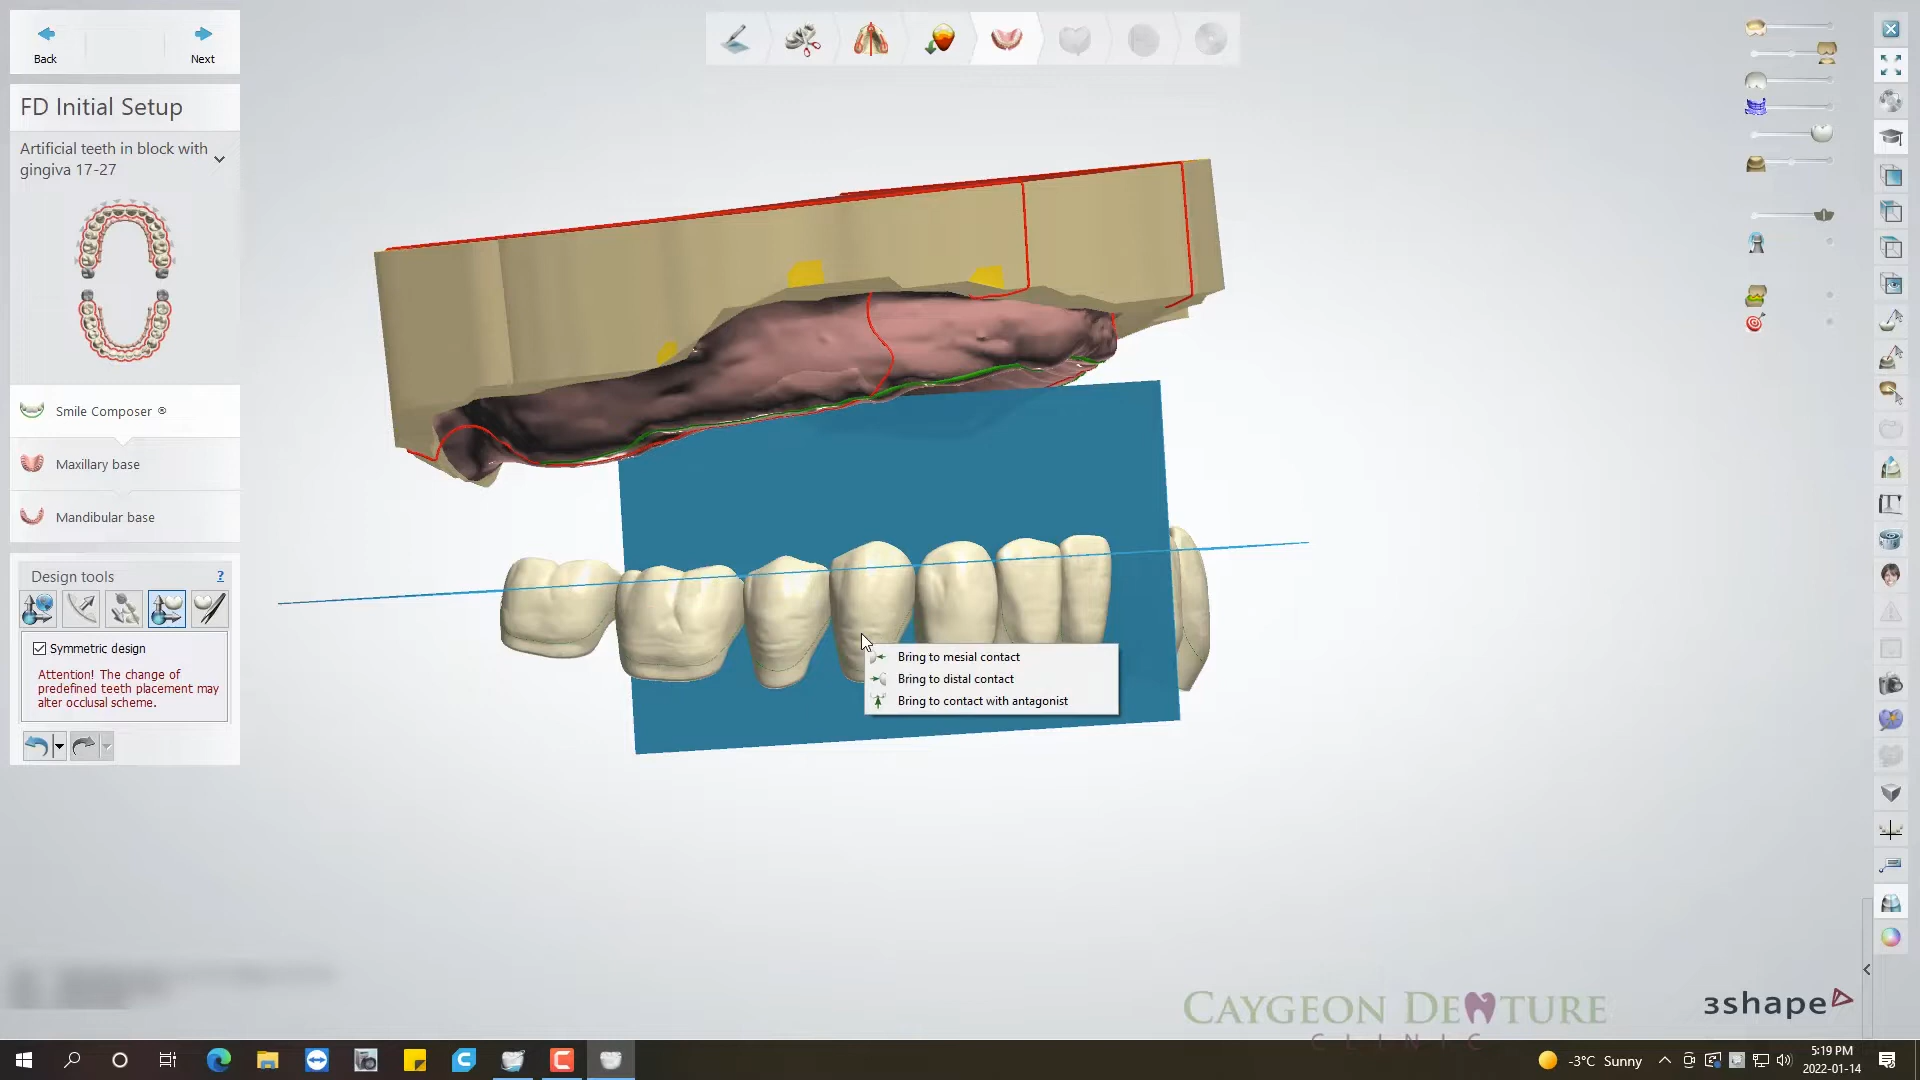 Back
Next
FD Initial Setup
Artificial teeth in block with
gingiva 17-27
Smile Composer ®
Maxillary base
Mandibular base
Design tools
?
Symmetric design
Attention! The change of
predefined teeth placement may
alter occlusal scheme.
Bring to mesial contact
Bring to distal contact
Bring to contact with antagonist
CAYGEON DENTURE
CLINIC
3shape
-3°C Sunny
5:19 PM
2022-01-14